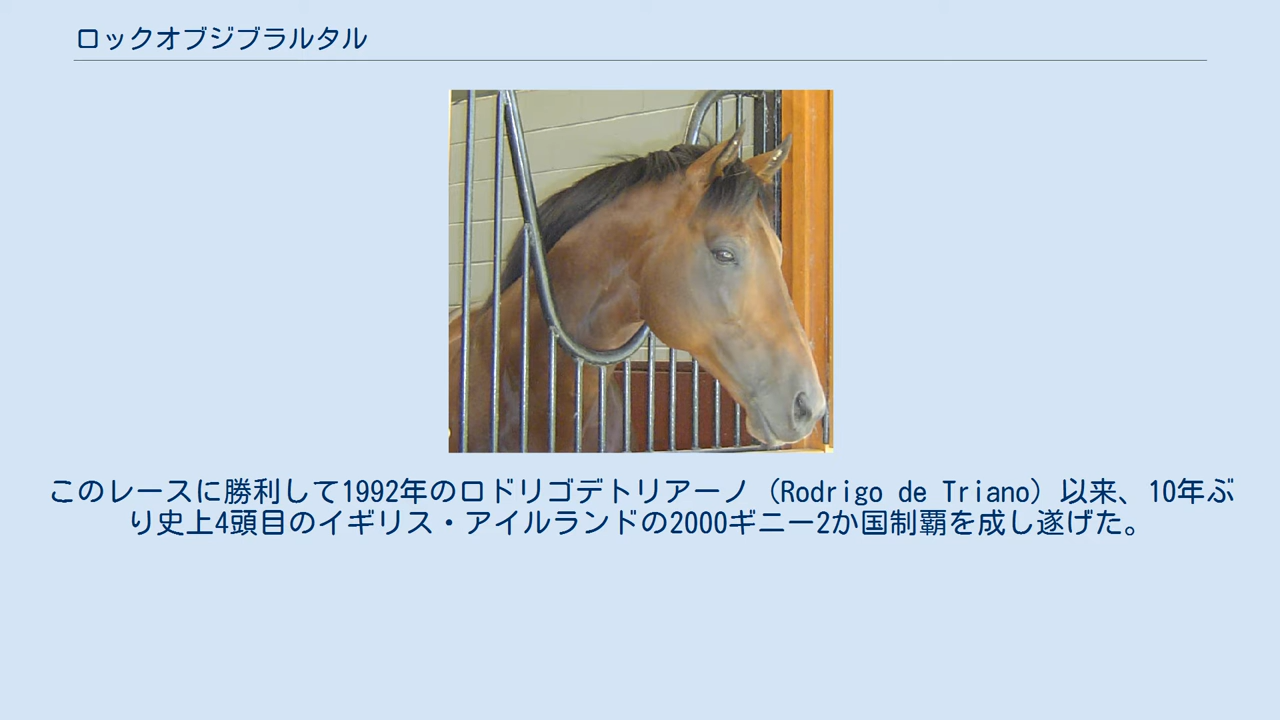 ロックオブジブラルタル
このレースに勝利して1992年のロドリゴデトリアーノ（Rodrigo de Triano）以来、10年ぶ
り史上4頭目のイギリス・アイルランドの2000ギニー2か国制覇を成し遂げた。